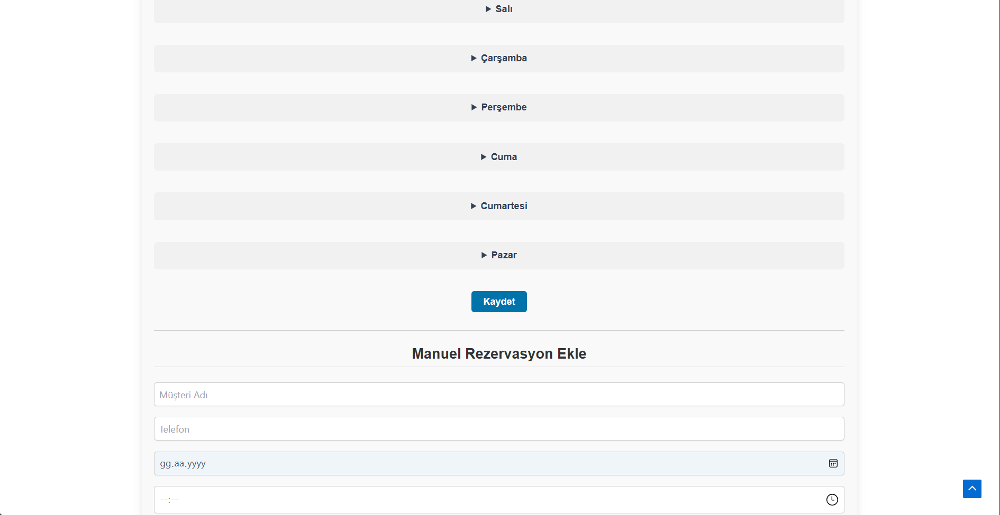 Salı
Çarşamba
Perşembe
Cuma
Cumartesi
Pazar
Kaydet
Manuel Rezervasyon Ekle
Müşteri Adı
Telefon
gg.aa.yyyy
--:--